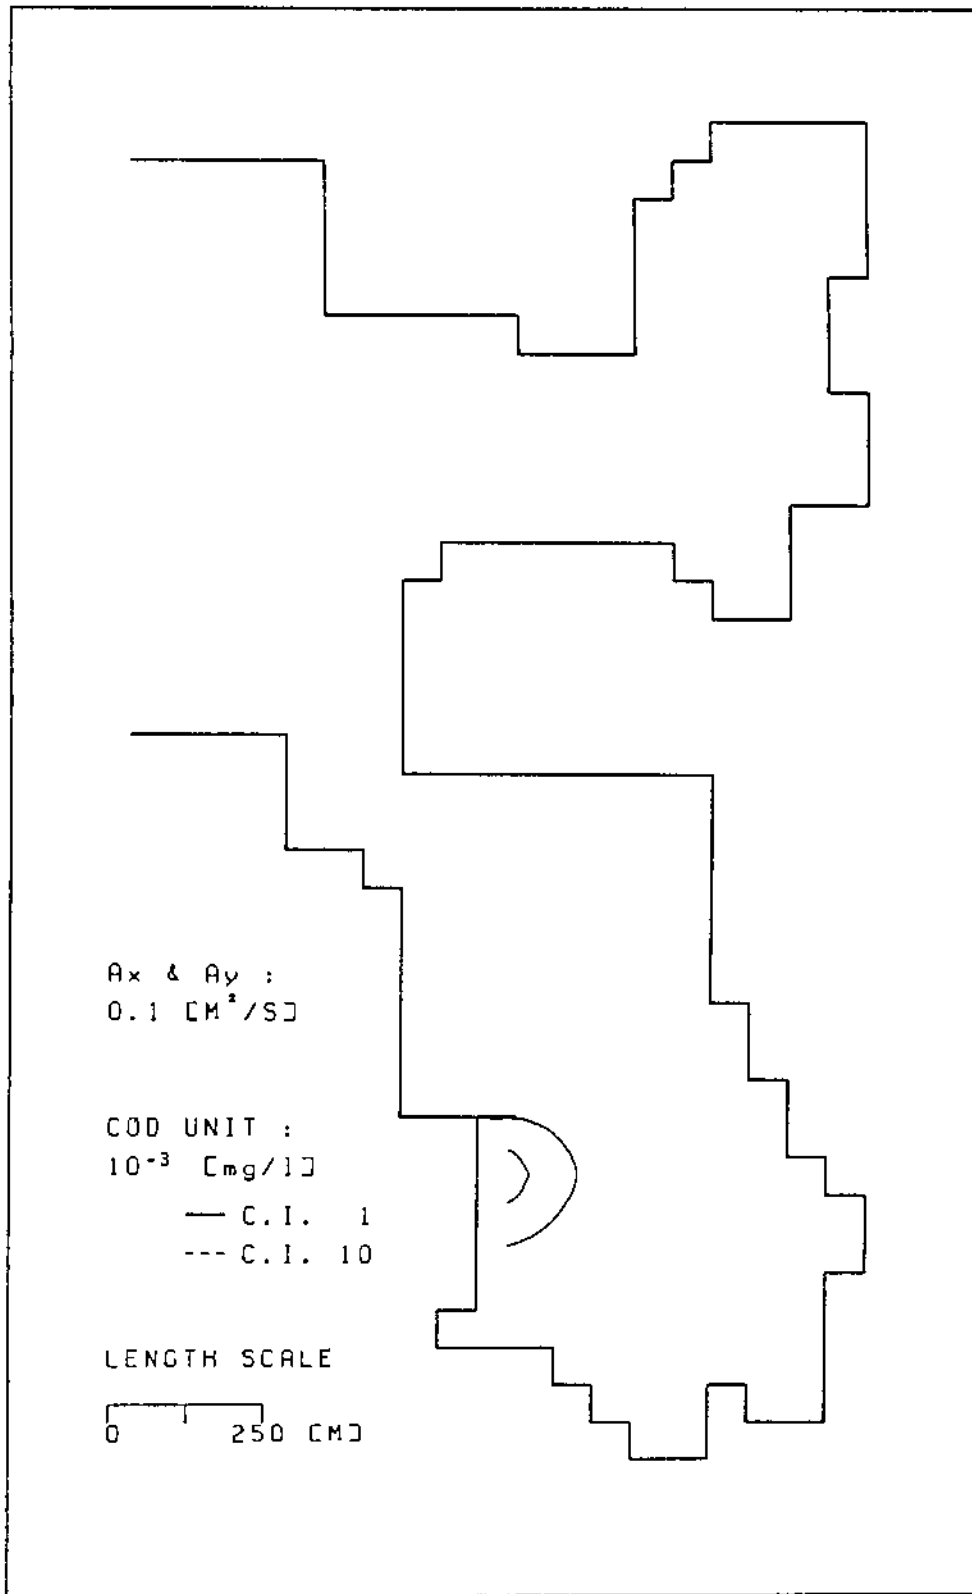 Ax & Ay :
0.1 [M²/S]
COD UNIT :
10⁻³ [mg/l]
— C.I. 1
--- C.I. 10
LENGTH SCALE
0 250 [M]